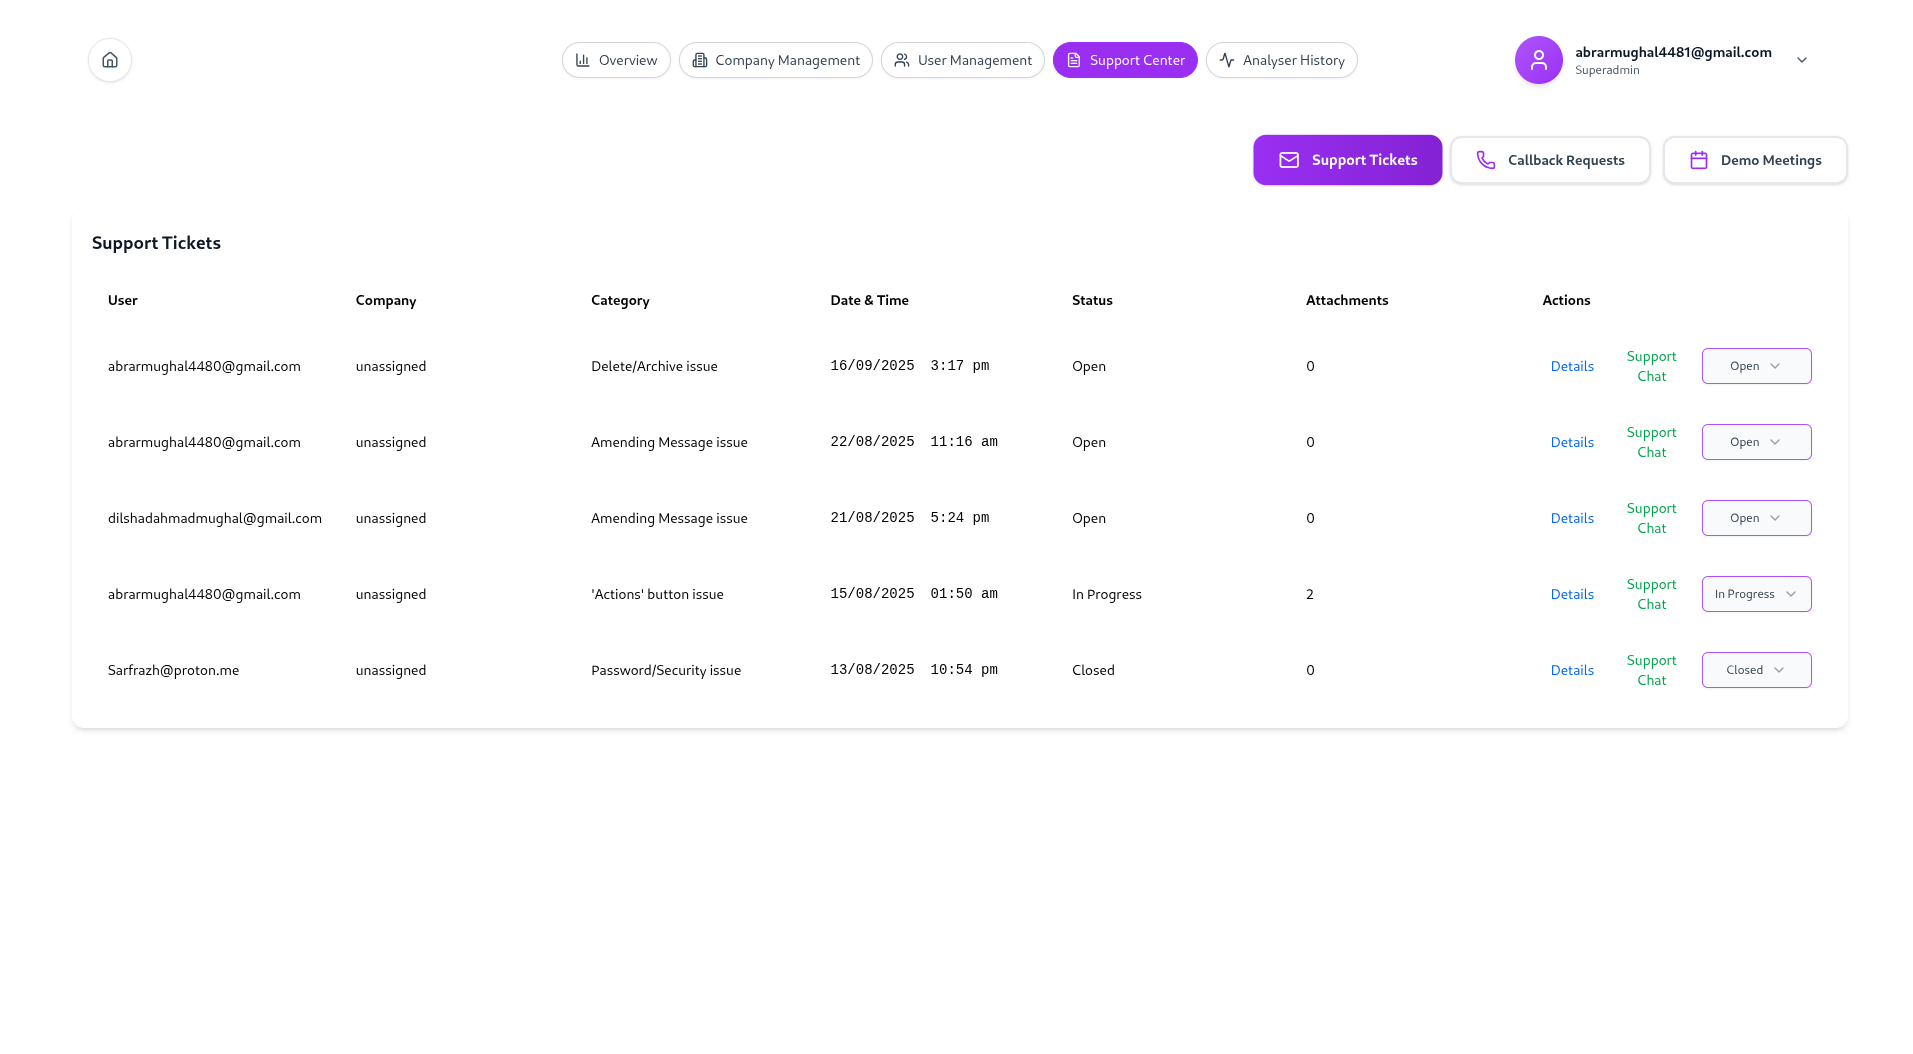 Overview Company Management User Management Support Center Analyser History
abrarmughal4481@gmail.com
Superadmin
Support Tickets Callback Requests Demo Meetings
Support Tickets
User Company Category Date & Time Status Attachments Actions
abrarmughal4480@gmail.com unassigned Delete/Archive issue 16/09/2025 3:17 pm Open 0 Details Support Chat Open
abrarmughal4480@gmail.com unassigned Amending Message issue 22/08/2025 11:16 am Open 0 Details Support Chat Open
dilshadahmadmughal@gmail.com unassigned Amending Message issue 21/08/2025 5:24 pm Open 0 Details Support Chat Open
abrarmughal4480@gmail.com unassigned 'Actions' button issue 15/08/2025 01:50 am In Progress 2 Details Support Chat In Progress
Sarfrazh@proton.me unassigned Password/Security issue 13/08/2025 10:54 pm Closed 0 Details Support Chat Closed